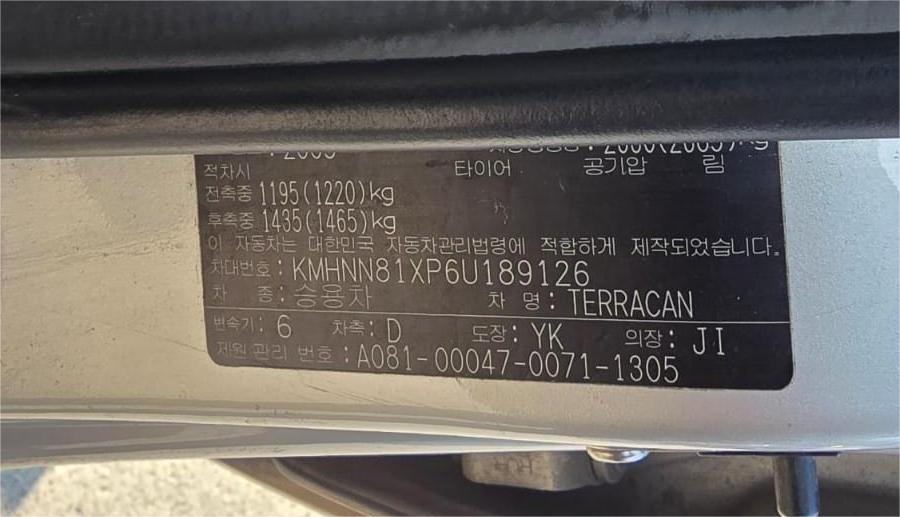 적차시 타이어 공기압 림
전축중 1195(1220)kg
후축중 1435(1465)kg
이 자동차는 대한민국 자동차관리법령에 적합하게 제작되었습니다.
차대번호: KMHNN81XP6U189126
차 종: 승용차 차 명: TERRACAN
변속기: 6 차축: D 도장: YK 의장: JI
제원 관리 번호: A081-00047-0071-1305